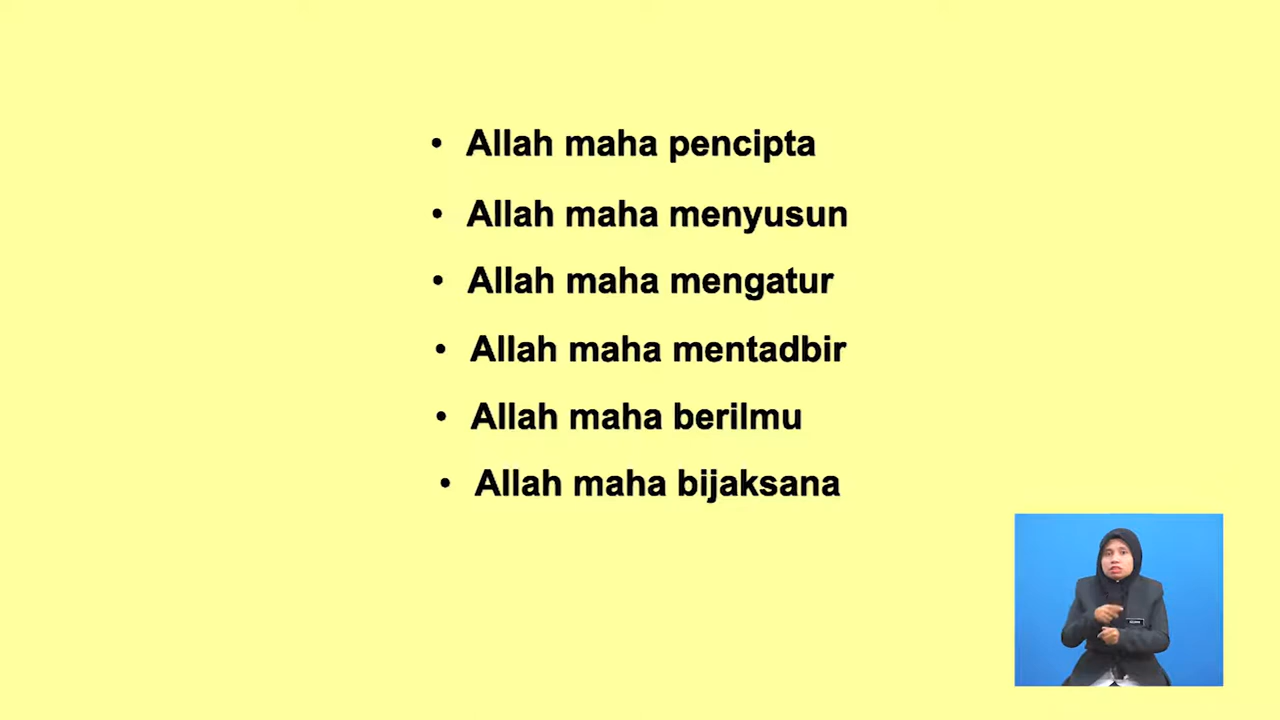 • Allah maha pencipta
• Allah maha menyusun
• Allah maha mengatur
• Allah maha mentadbir
• Allah maha berilmu
• Allah maha bijaksana